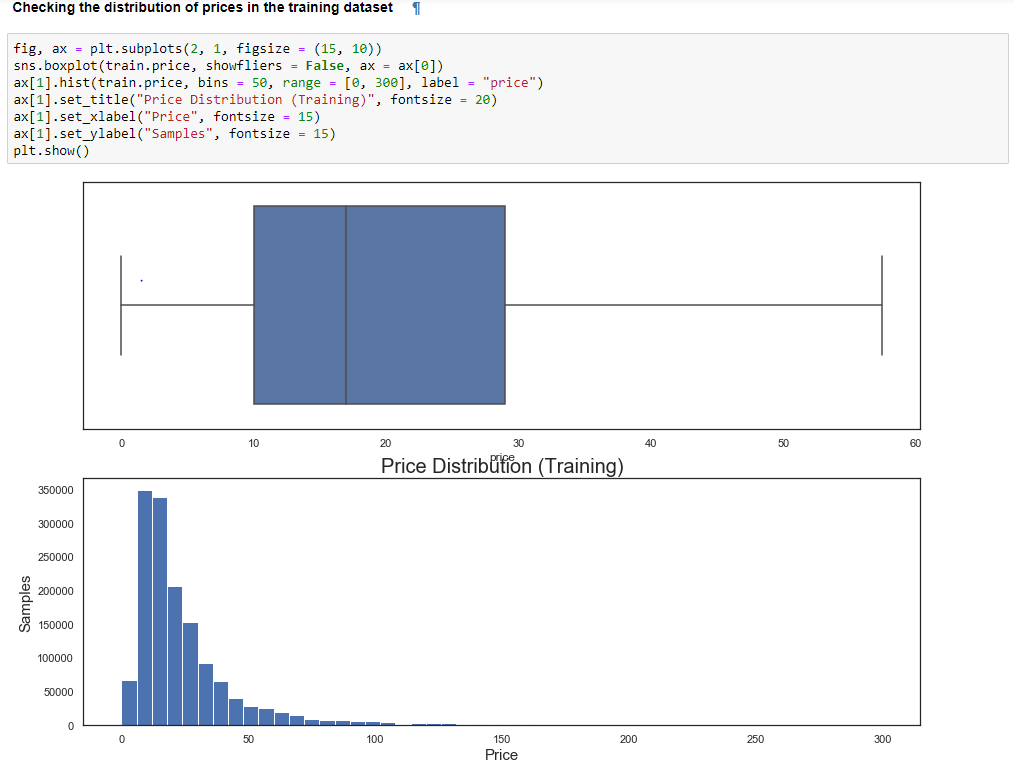 Checking the distribution of prices in the training dataset ¶
fig, ax = plt.subplots(2, 1, figsize = (15, 10))
sns.boxplot(train.price, showfliers = False, ax = ax[0])
ax[1].hist(train.price, bins = 50, range = [0, 300], label = "price")
ax[1].set_title("Price Distribution (Training)", fontsize = 20)
ax[1].set_xlabel("Price", fontsize = 15)
ax[1].set_ylabel("Samples", fontsize = 15)
plt.show()
0 10 20 30 40 50 60
price
Price Distribution (Training)
350000
300000
250000
200000
150000
100000
50000
0
Samples
0 50 100 150 200 250 300
Price